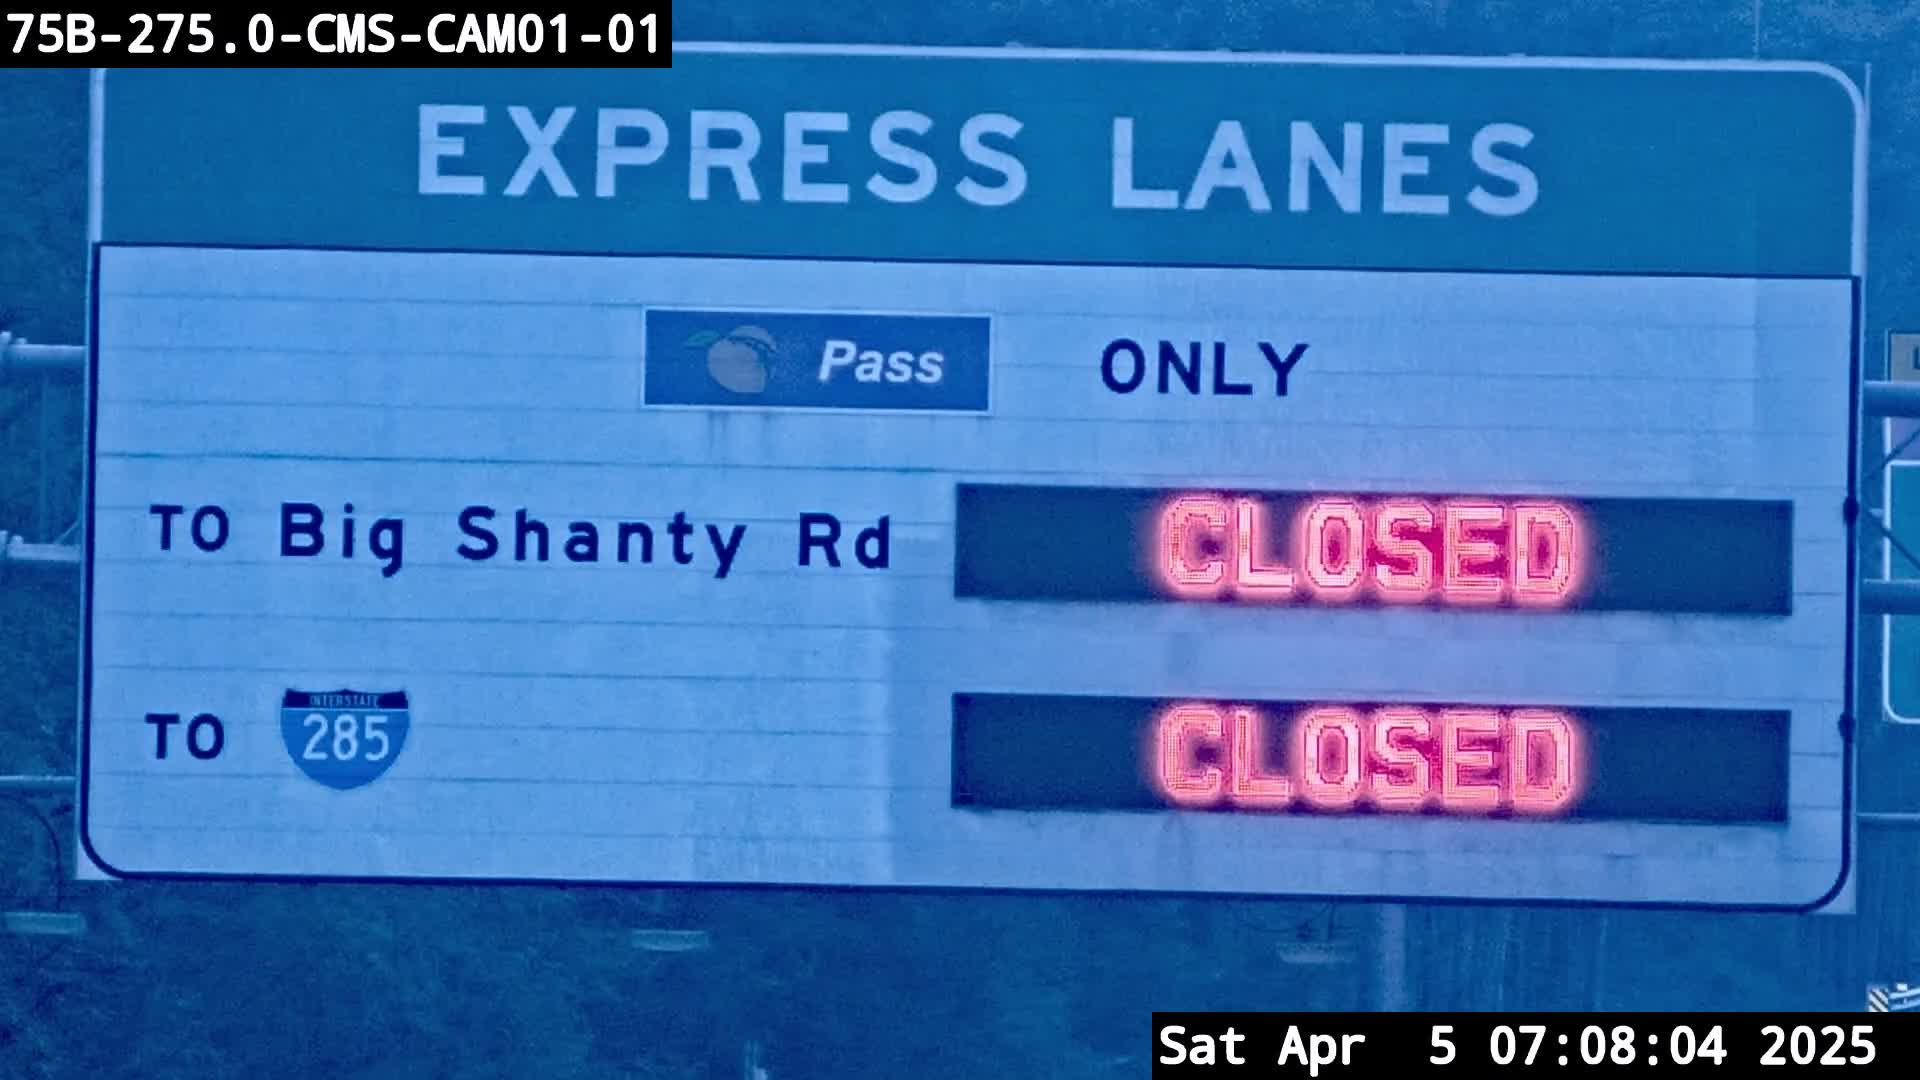 75B-275.0-CMS-CAM01-01
EXPRESS LANES
Pass ONLY
TO Big Shanty Rd CLOSED
TO INTERSTATE 285 CLOSED
Sat Apr 5 07:08:04 2025